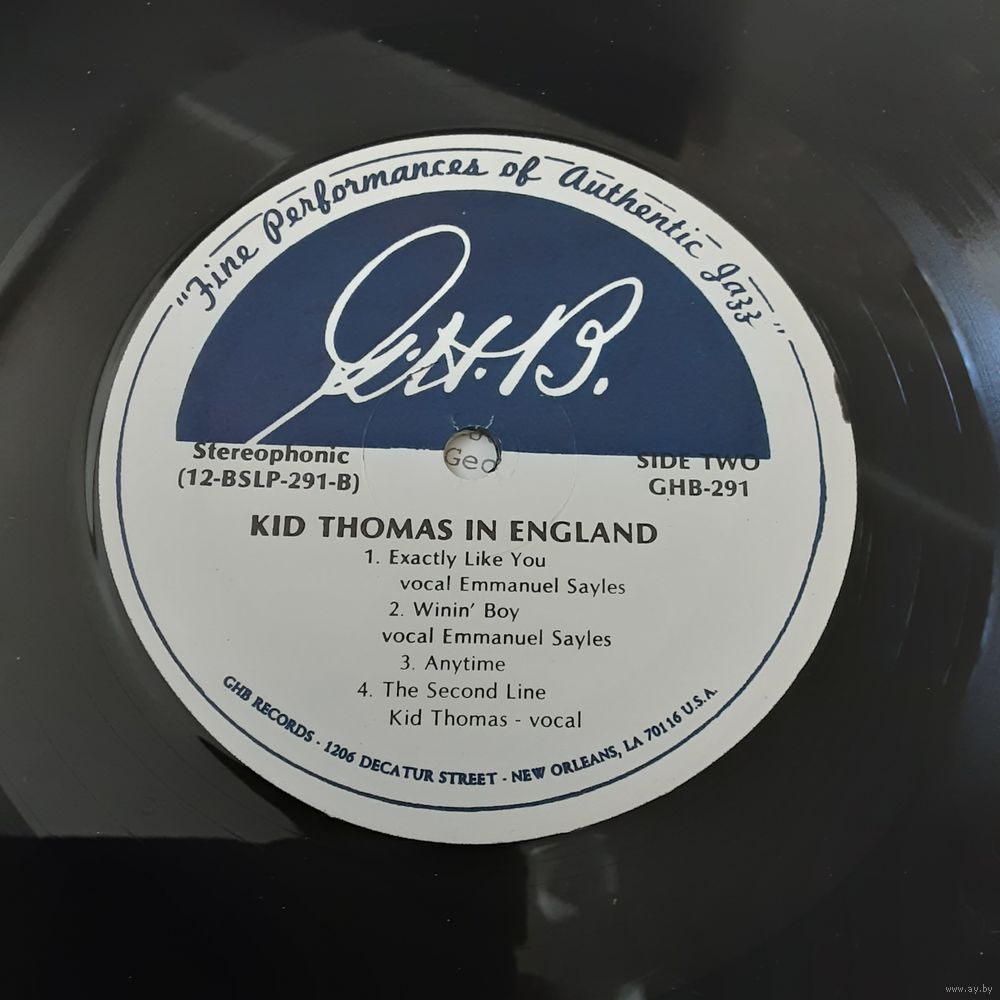 "Fine Performances of Authentic Jazz"
G.H.B.
Stereophonic
(12-BSLP-291-B)
SIDE TWO
GHB-291
Geo
KID THOMAS IN ENGLAND
1. Exactly Like You
vocal Emmanuel Sayles
2. Winin' Boy
vocal Emmanuel Sayles
3. Anytime
4. The Second Line
Kid Thomas - vocal
GHB RECORDS · 1206 DECATUR STREET · NEW ORLEANS, LA 70116 U.S.A.
www.ay.by